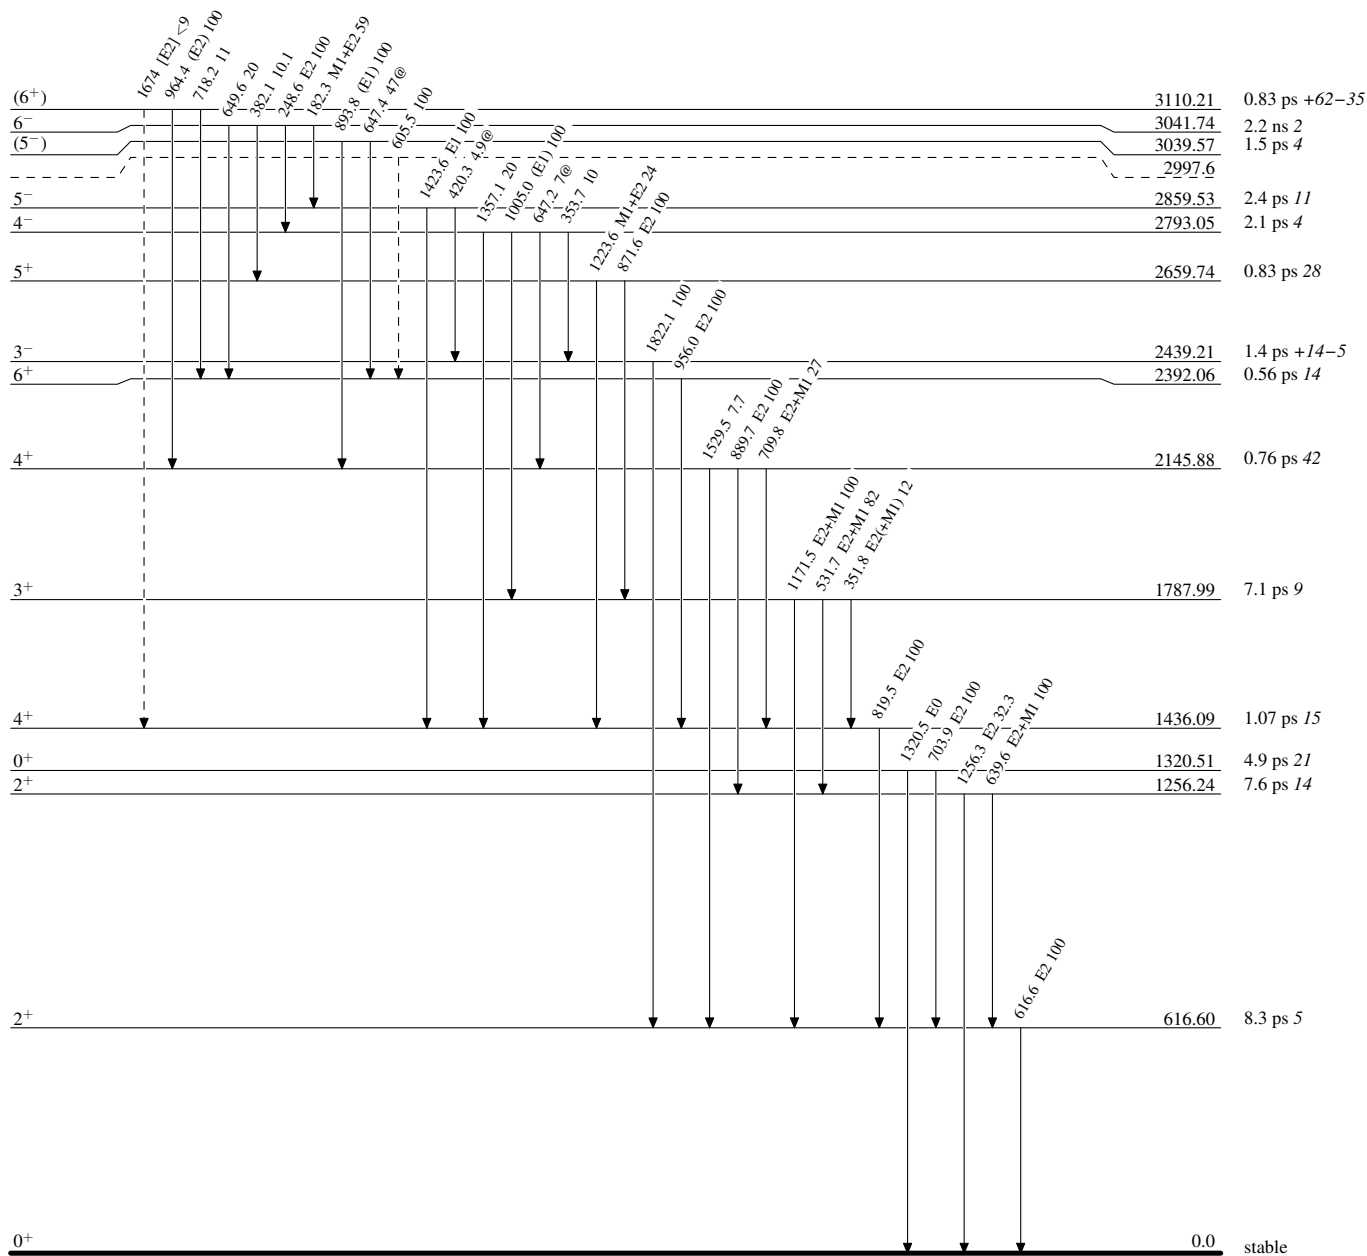 1674 [E2] <9
964.4 (E2) 100
718.2 11
649.6 20
382.1 10.1
248.6 E2 100
182.3 M1+E2 59
893.8 (E1) 100
647.4 47@
605.5 100
(6+) 3110.21 0.83 ps +62−35
6− 3041.74 2.2 ns 2
(5−) 3039.57 1.5 ps 4
2997.6
1423.6 E1 100
420.3 4.9@
1357.1 20
1005.0 (E1) 100
647.2 7@
353.7 10
5− 2859.53 2.4 ps 11
4− 2793.05 2.1 ps 4
1223.6 M1+E2 24
871.6 E2 100
5+ 2659.74 0.83 ps 28
1822.1 100
956.0 E2 100
3− 2439.21 1.4 ps +14−5
6+ 2392.06 0.56 ps 14
1529.5 7.7
889.7 E2 100
709.8 E2+M1 27
4+ 2145.88 0.76 ps 42
1171.5 E2+M1 100
531.7 E2+M1 82
351.8 E2(+M1) 12
3+ 1787.99 7.1 ps 9
819.5 E2 100
4+ 1436.09 1.07 ps 15
1320.5 E0
703.9 E2 100
1256.3 E2 32.3
639.6 E2+M1 100
0+ 1320.51 4.9 ps 21
2+ 1256.24 7.6 ps 14
616.6 E2 100
2+ 616.60 8.3 ps 5
0+ 0.0 stable